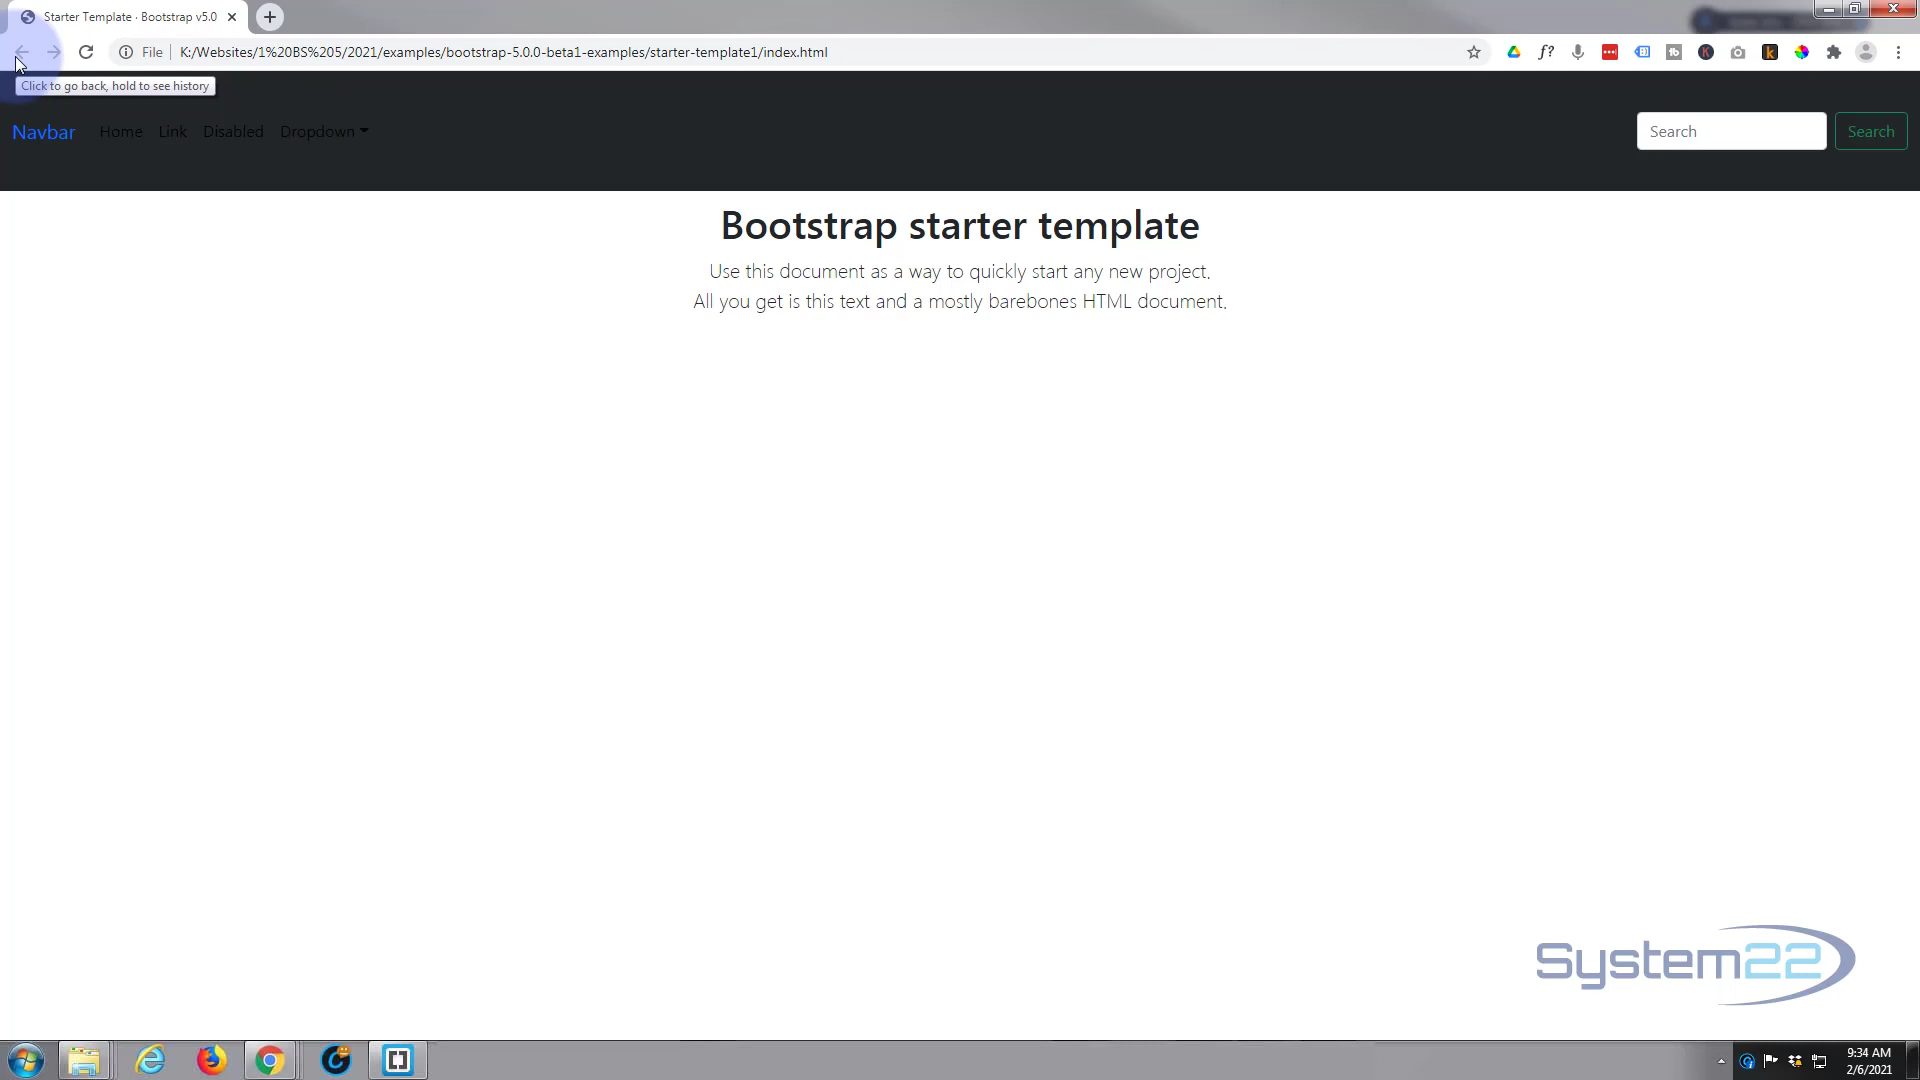 Starter Template · Bootstrap v5.0
File
K:/Websites/1%20BS%205/2021/examples/bootstrap-5.0.0-beta1-examples/starter-template1/index.html
Click to go back, hold to see history
Navbar Home Link Disabled Dropdown Search Search
Bootstrap starter template
Use this document as a way to quickly start any new project.
All you get is this text and a mostly barebones HTML document.
System22
9:34 AM
2/6/2021